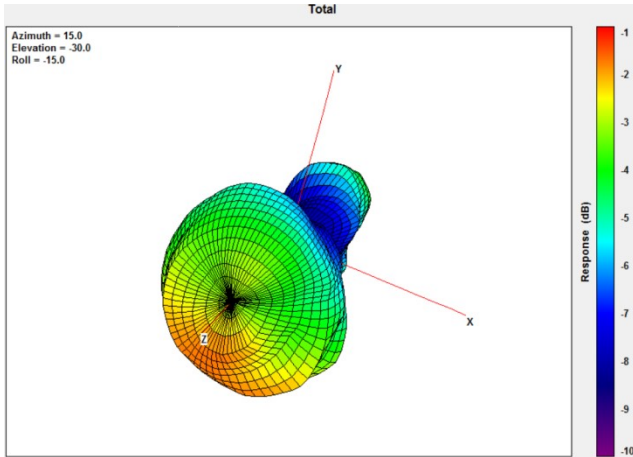 Total
Azimuth = 15.0
Elevation = -30.0
Roll = -15.0
Y
X
Z
Response (dB)
-1
-2
-3
-4
-5
-6
-7
-8
-9
-10